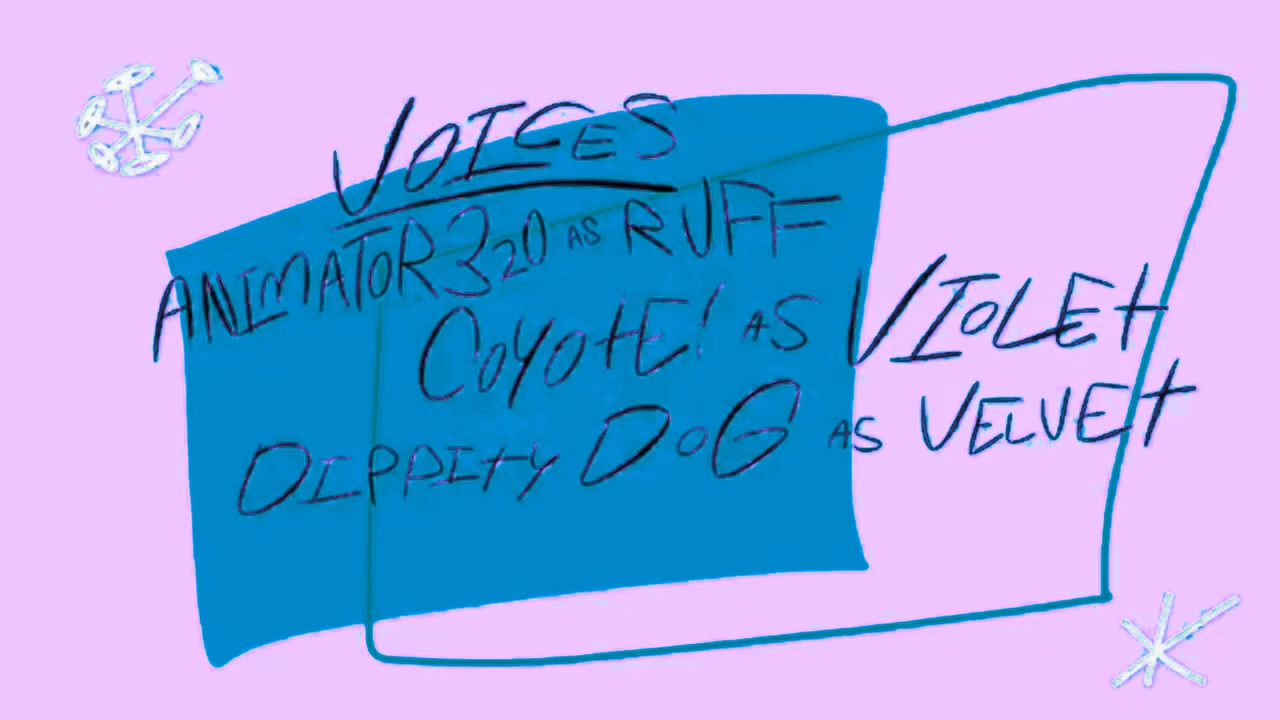 VOICES
ANIMATOR320 AS RUFF
COYOtE! AS VIOLEt
DIPPItY DOG AS VELVEt